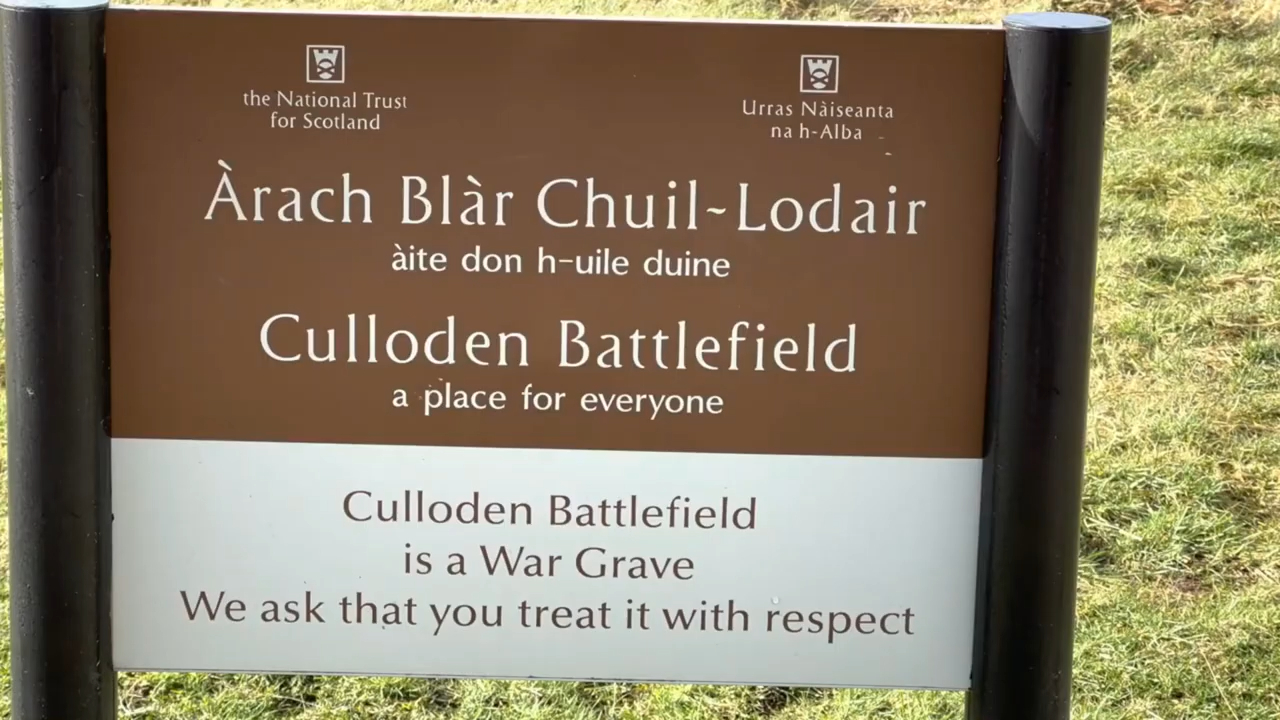 the National Trust
for Scotland
Urras Nàiseanta
na h-Alba
Àrach Blàr Chuil~Lodair
àite don h-uile duine
Culloden Battlefield
a place for everyone
Culloden Battlefield
is a War Grave
We ask that you treat it with respect